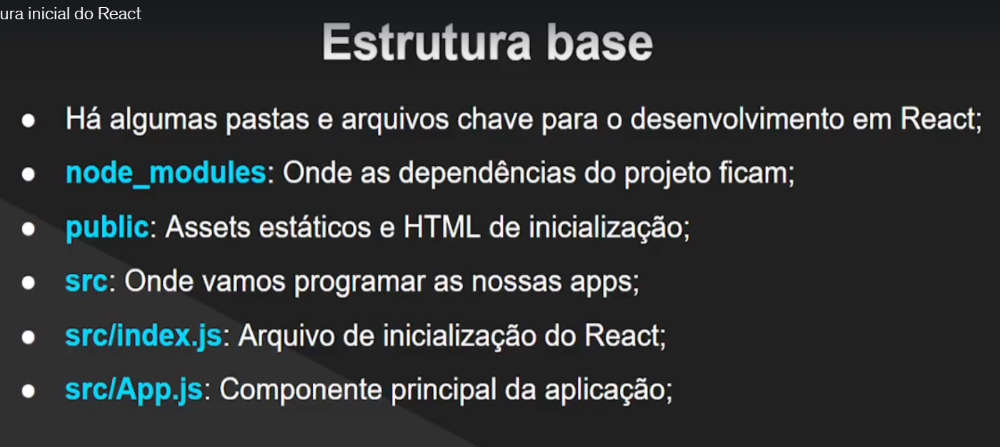 ura inicial do React
Estrutura base
● Há algumas pastas e arquivos chave para o desenvolvimento em React;
● node_modules: Onde as dependências do projeto ficam;
● public: Assets estáticos e HTML de inicialização;
● src: Onde vamos programar as nossas apps;
● src/index.js: Arquivo de inicialização do React;
● src/App.js: Componente principal da aplicação;